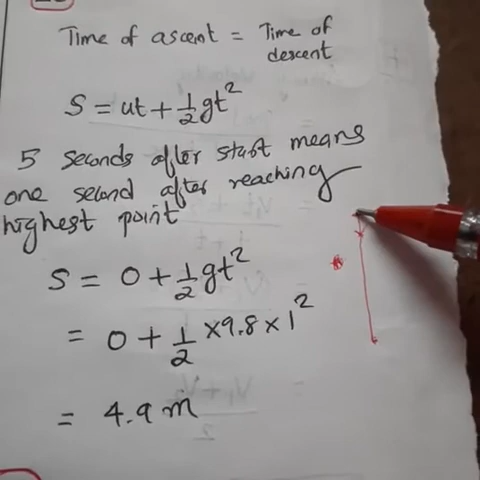 Time of ascent = Time of descent
S = ut + 1/2 gt²
5 seconds after start means
one second after reaching
highest point
S = 0 + 1/2 gt²
= 0 + 1/2 × 9.8 × 1²
= 4.9 m